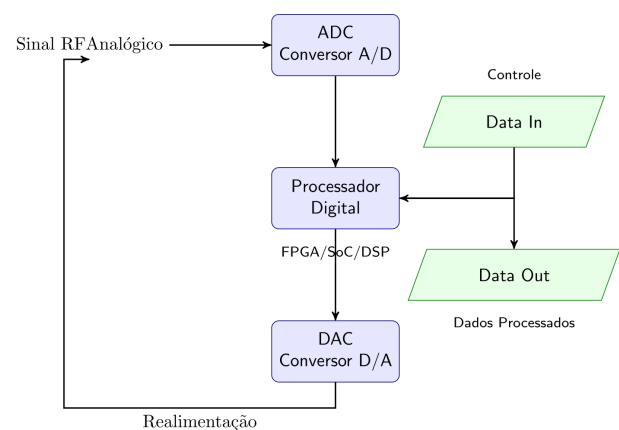 Sinal RFAnalógico
ADC
Conversor A/D
Controle
Data In
Processador
Digital
FPGA/SoC/DSP
Data Out
Dados Processados
DAC
Conversor D/A
Realimentação